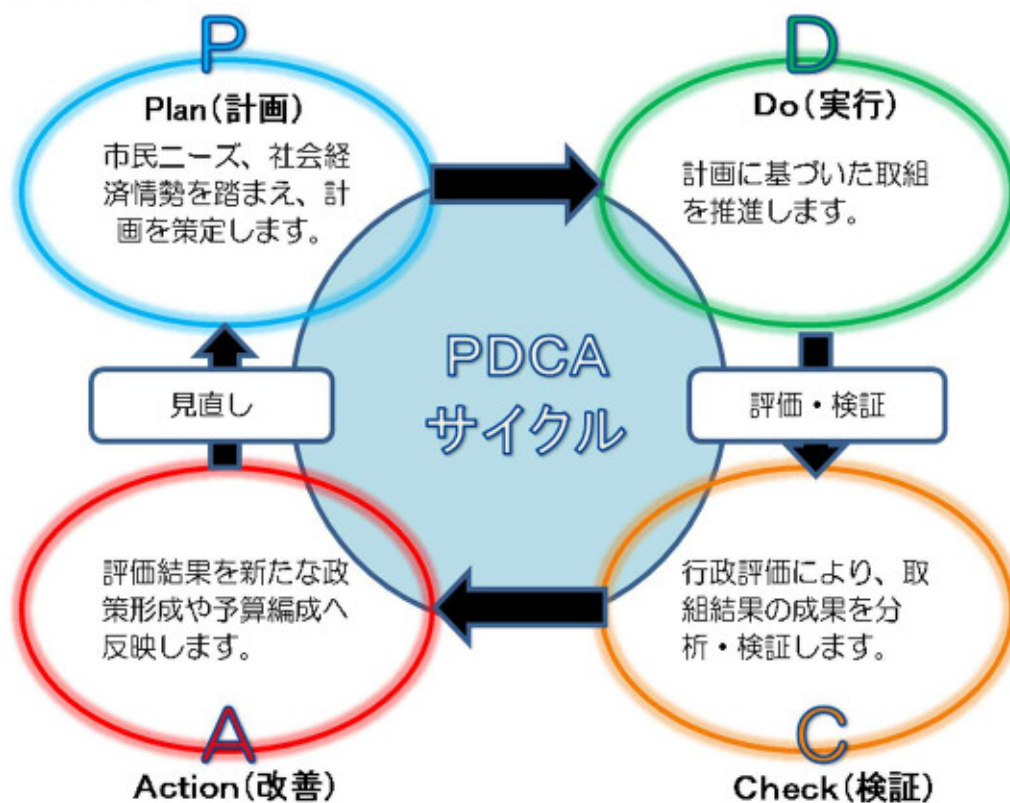 P
Plan(計画)
市民ニーズ、社会経
済情勢を踏まえ、計
画を策定します。
D
Do(実行)
計画に基づいた取組
を推進します。
PDCA
サイクル
見直し
評価・検証
評価結果を新たな政
策形成や予算編成へ
反映します。
A
Action(改善)
行政評価により、取
組結果の成果を分
析・検証します。
C
Check(検証)